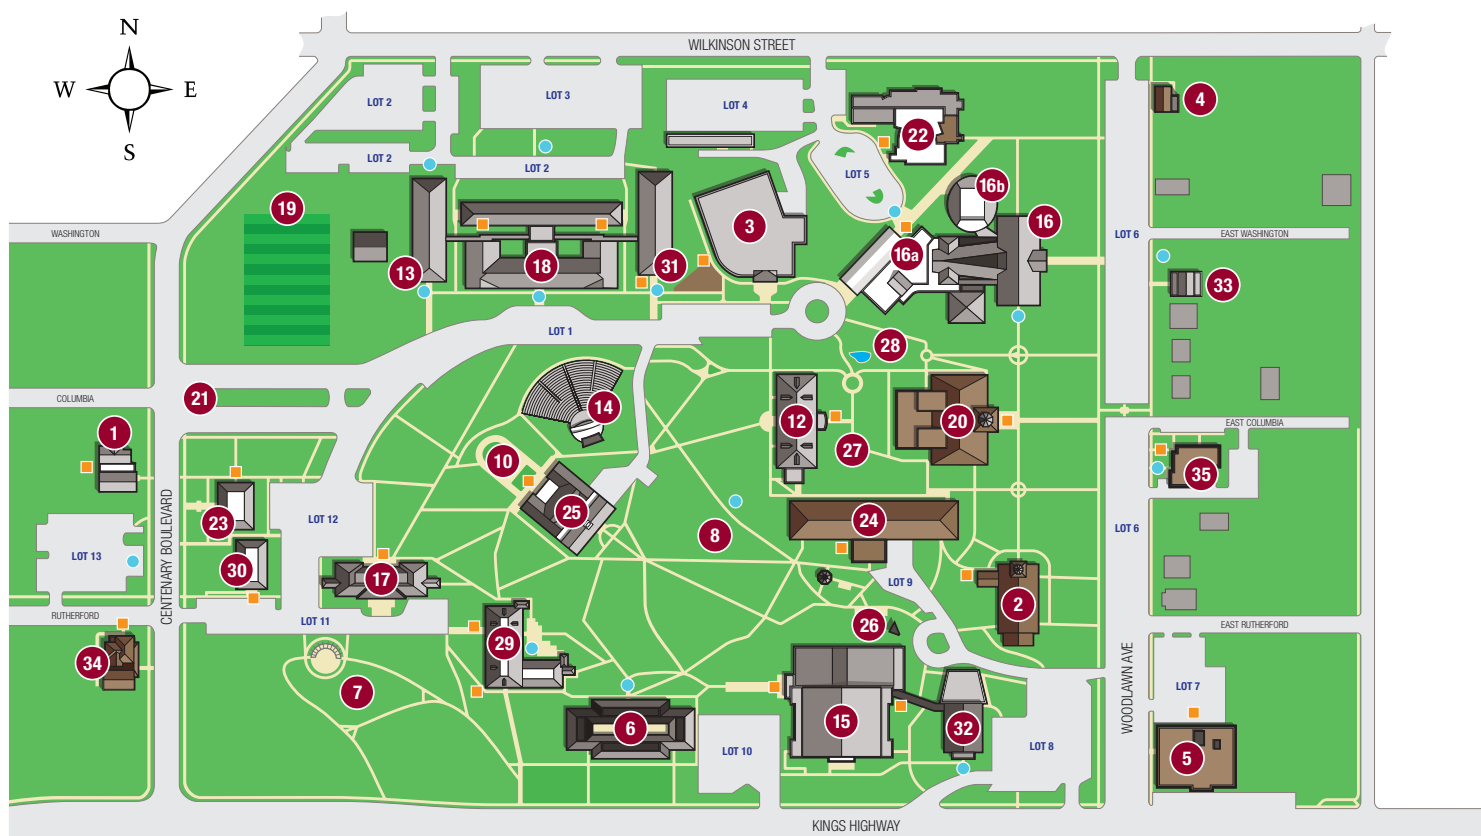 WILKINSON STREET
N
W E
S
LOT 2
LOT 3
LOT 4
4
22
LOT 2
LOT 2
LOT 5
16b
19
16
3
WASHINGTON
LOT 6
EAST WASHINGTON
16a
13
18
31
33
LOT 1
28
21
COLUMBIA
14
1
12
27
20
EAST COLUMBIA
10
35
25
23
LOT 12
24
LOT 6
8
LOT 13
CENTENARY BOULEVARD
30
17
LOT 9
2
RUTHERFORD
LOT 11
26
EAST RUTHERFORD
29
34
7
WOODLAWN AVE
LOT 7
6
15
32
LOT 10
LOT 8
5
KINGS HIGHWAY